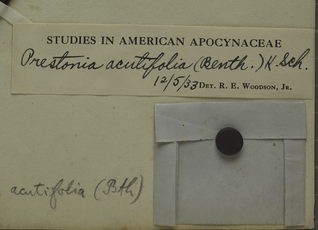 STUDIES IN AMERICAN APOCYNACEAE
Prestonia acutifolia (Benth.) K. Sch.
12/5/33 DET. R. E. WOODSON, JR.
acutifolia (Bth)